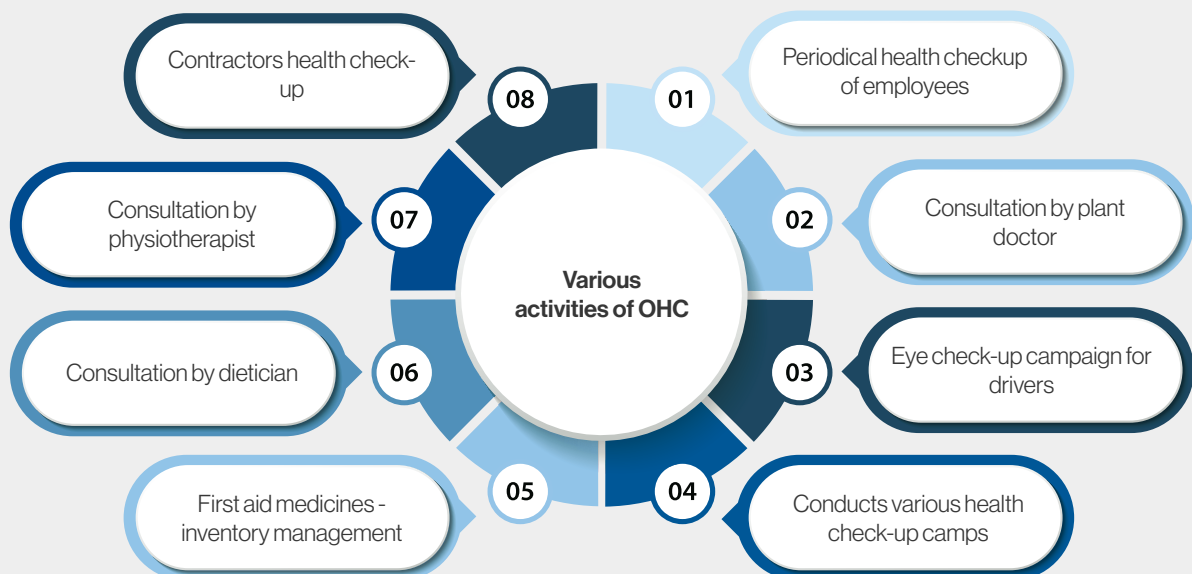 Various
activities of OHC
01
Periodical health checkup
of employees
02
Consultation by plant
doctor
03
Eye check-up campaign for
drivers
04
Conducts various health
check-up camps
05
First aid medicines -
inventory management
06
Consultation by dietician
07
Consultation by
physiotherapist
08
Contractors health check-
up